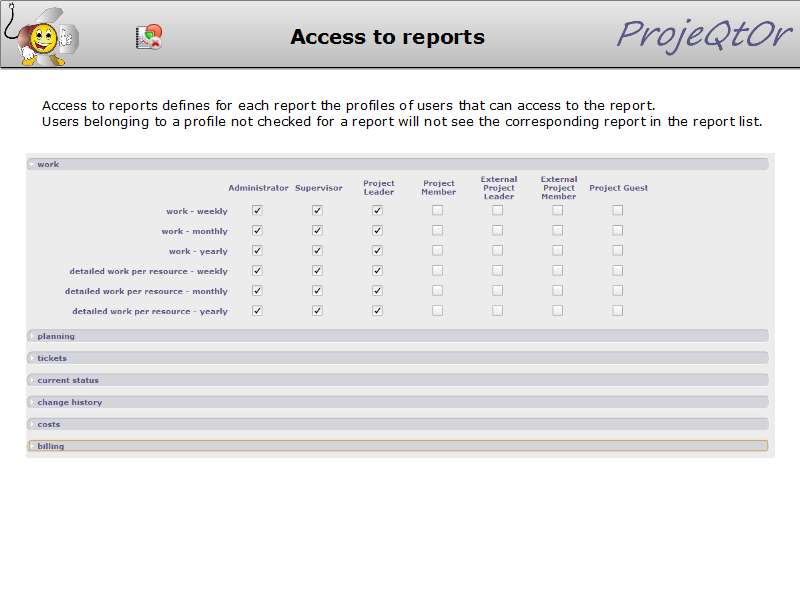 Access to reports
ProjeQtOr
Access to reports defines for each report the profiles of users that can access to the report.
Users belonging to a profile not checked for a report will not see the corresponding report in the report list.
work
Administrator Supervisor Project Leader Project Member External Project Leader External Project Member Project Guest
work - weekly
work - monthly
work - yearly
detailed work per resource - weekly
detailed work per resource - monthly
detailed work per resource - yearly
planning
tickets
current status
change history
costs
billing